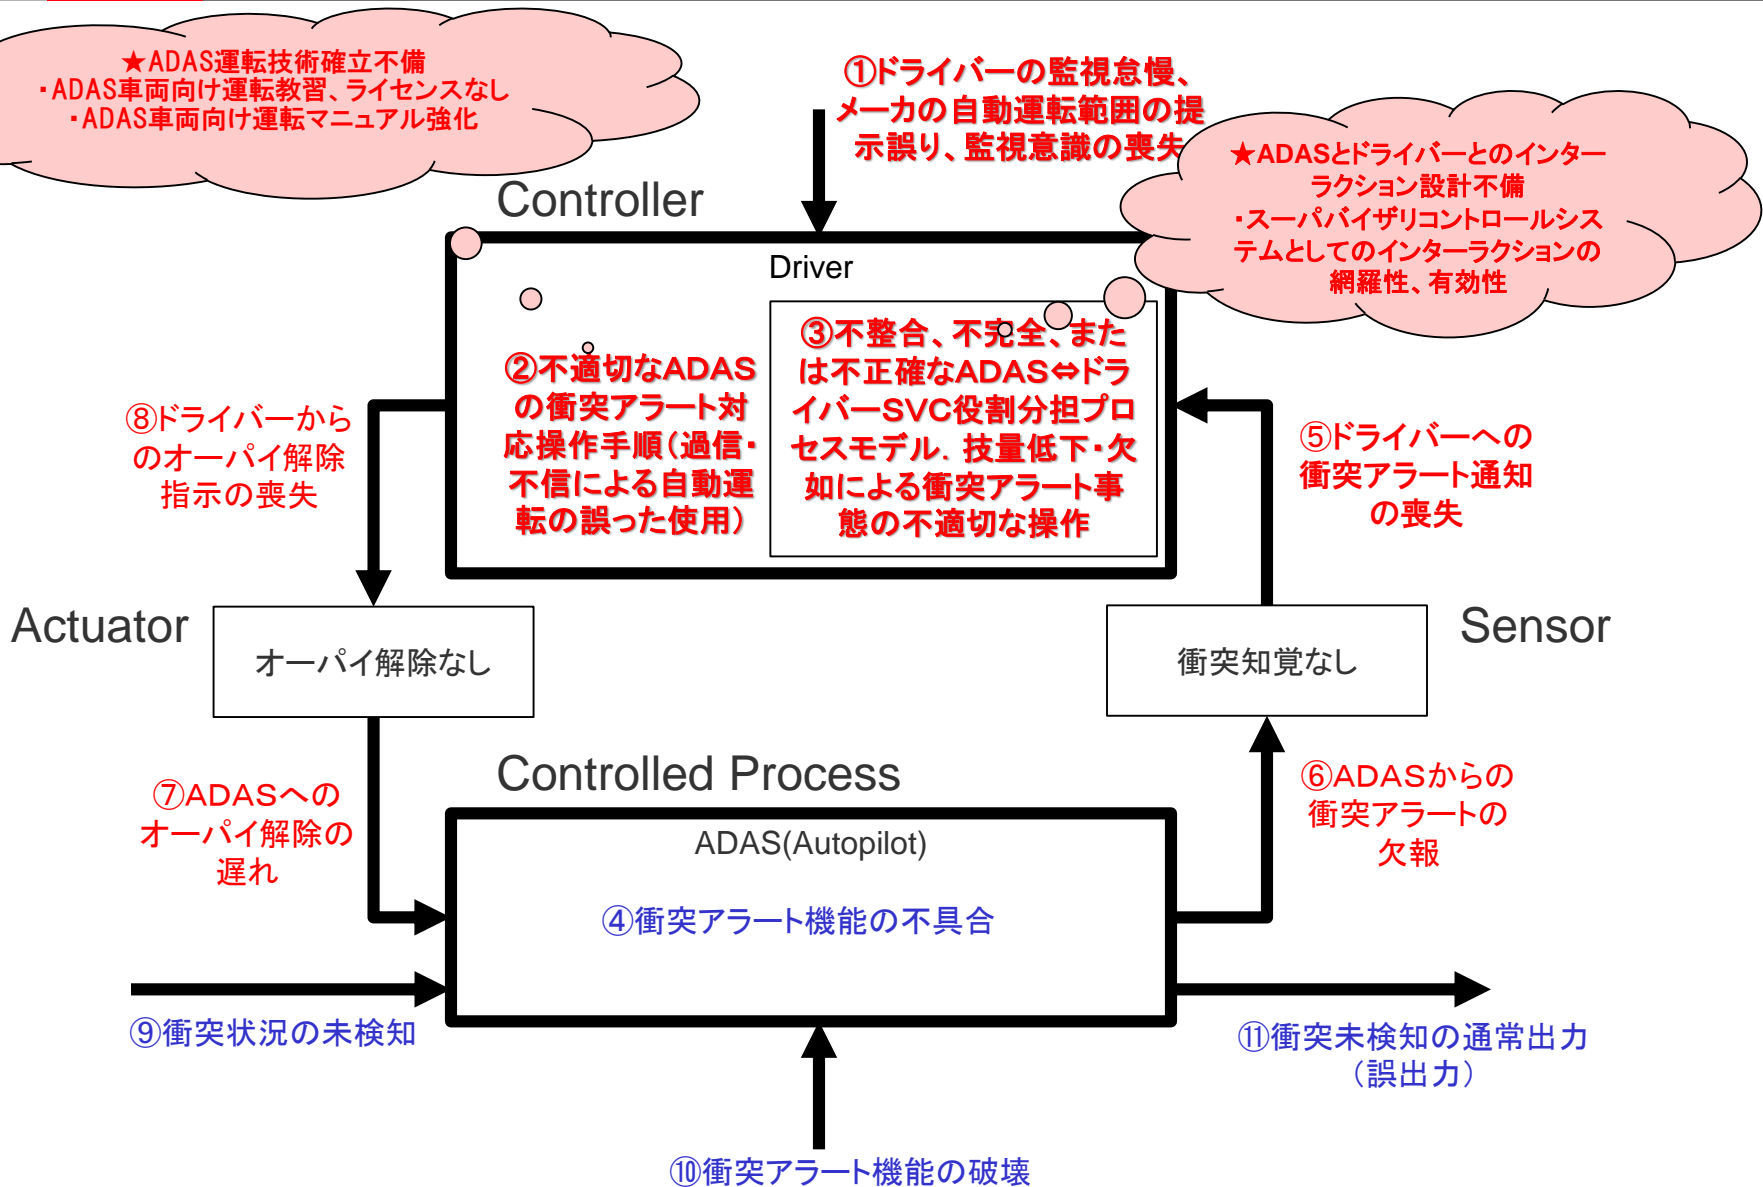 ★ADAS運転技術確立不備
・ADAS車両向け運転教習、ライセンスなし
・ADAS車両向け運転マニュアル強化
①ドライバーの監視怠慢、
メーカの自動運転範囲の提
示誤り、監視意識の喪失
★ADASとドライバーとのインター
ラクション設計不備
・スーパバイザリコントロールシス
テムとしてのインターラクションの
網羅性、有効性
Controller
Driver
②不適切なADAS
の衝突アラート対
応操作手順(過信・
不信による自動運
転の誤った使用)
③不整合、不完全、また
は不正確なADAS⇔ドラ
イバーSVC役割分担プロ
セスモデル．技量低下・欠
如による衝突アラート事
態の不適切な操作
⑧ドライバーから
のオーパイ解除
指示の喪失
⑤ドライバーへの
衝突アラート通知
の喪失
Actuator
オーパイ解除なし
衝突知覚なし
Sensor
⑦ADASへの
オーパイ解除の
遅れ
Controlled Process
ADAS(Autopilot)
④衝突アラート機能の不具合
⑥ADASからの
衝突アラートの
欠報
⑨衝突状況の未検知
⑪衝突未検知の通常出力
(誤出力)
⑩衝突アラート機能の破壊